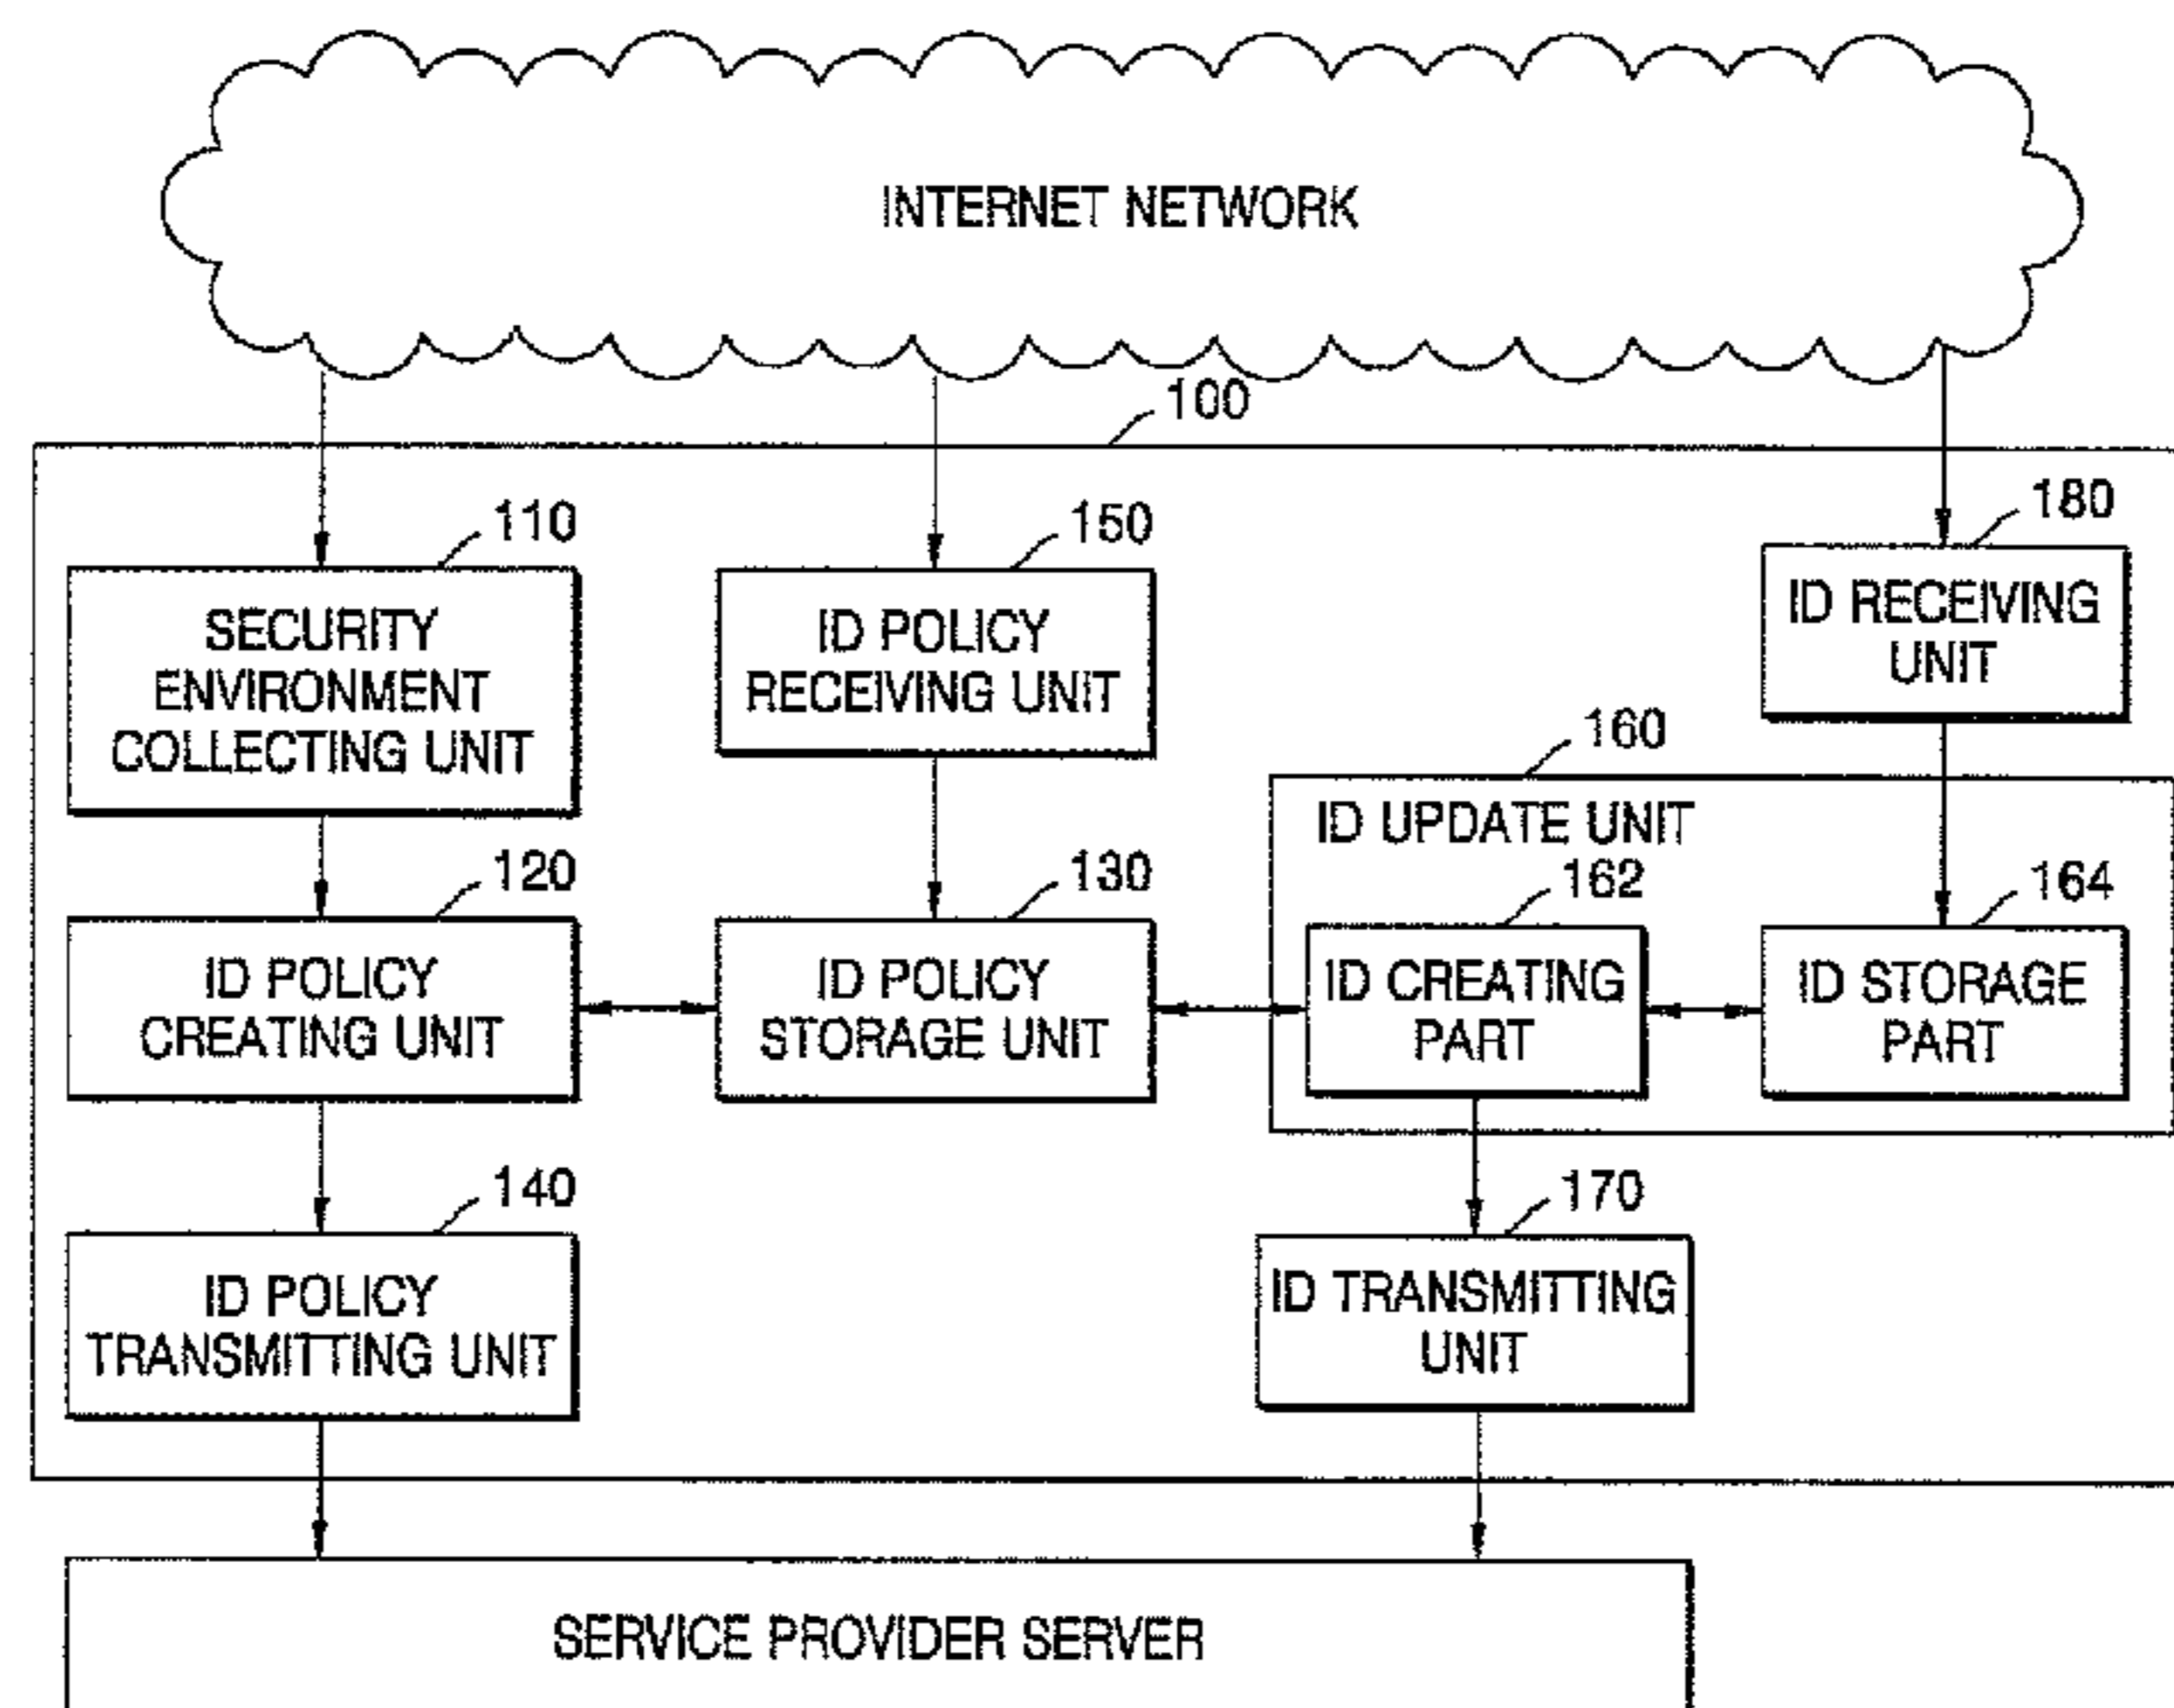 INTERNET NETWORK
100
110
150
180
SECURITY
ENVIRONMENT
COLLECTING UNIT
ID POLICY
RECEIVING UNIT
ID RECEIVING
UNIT
160
ID UPDATE UNIT
120
130
162
164
ID POLICY
CREATING UNIT
ID POLICY
STORAGE UNIT
ID CREATING
PART
ID STORAGE
PART
140
170
ID POLICY
TRANSMITTING UNIT
ID TRANSMITTING
UNIT
SERVICE PROVIDER SERVER